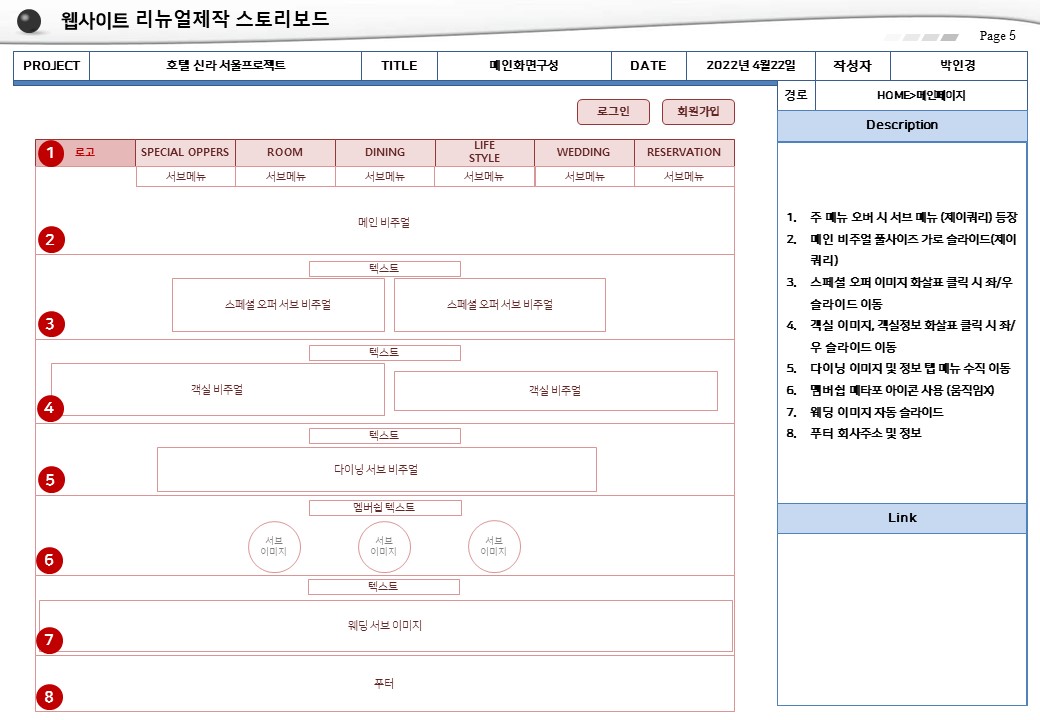 웹사이트 리뉴얼제작 스토리보드
Page 5
PROJECT 호텔 신라 서울프로젝트 TITLE 메인화면구성 DATE 2022년 4월22일 작성자 박인경
경로 HOME>메인페이지
로그인 회원가입
Description
1 로고 SPECIAL OPPERS ROOM DINING LIFE STYLE WEDDING RESERVATION
서브메뉴 서브메뉴 서브메뉴 서브메뉴 서브메뉴 서브메뉴
메인 비주얼
2
텍스트
스페셜 오퍼 서브 비주얼 스페셜 오퍼 서브 비주얼
3
텍스트
객실 비주얼 객실 비주얼
4
텍스트
다이닝 서브 비주얼
5
멤버쉽 텍스트
서브 이미지 서브 이미지 서브 이미지
6
텍스트
웨딩 서브 이미지
7
푸터
8
1. 주 메뉴 오버 시 서브 메뉴 (제이쿼리) 등장
2. 메인 비주얼 풀사이즈 가로 슬라이드(제이
쿼리)
3. 스페셜 오퍼 이미지 화살표 클릭 시 좌/우
슬라이드 이동
4. 객실 이미지, 객실정보 화살표 클릭 시 좌/
우 슬라이드 이동
5. 다이닝 이미지 및 정보 탭 메뉴 수직 이동
6. 멤버쉽 메타포 아이콘 사용 (움직임X)
7. 웨딩 이미지 자동 슬라이드
8. 푸터 회사주소 및 정보
Link